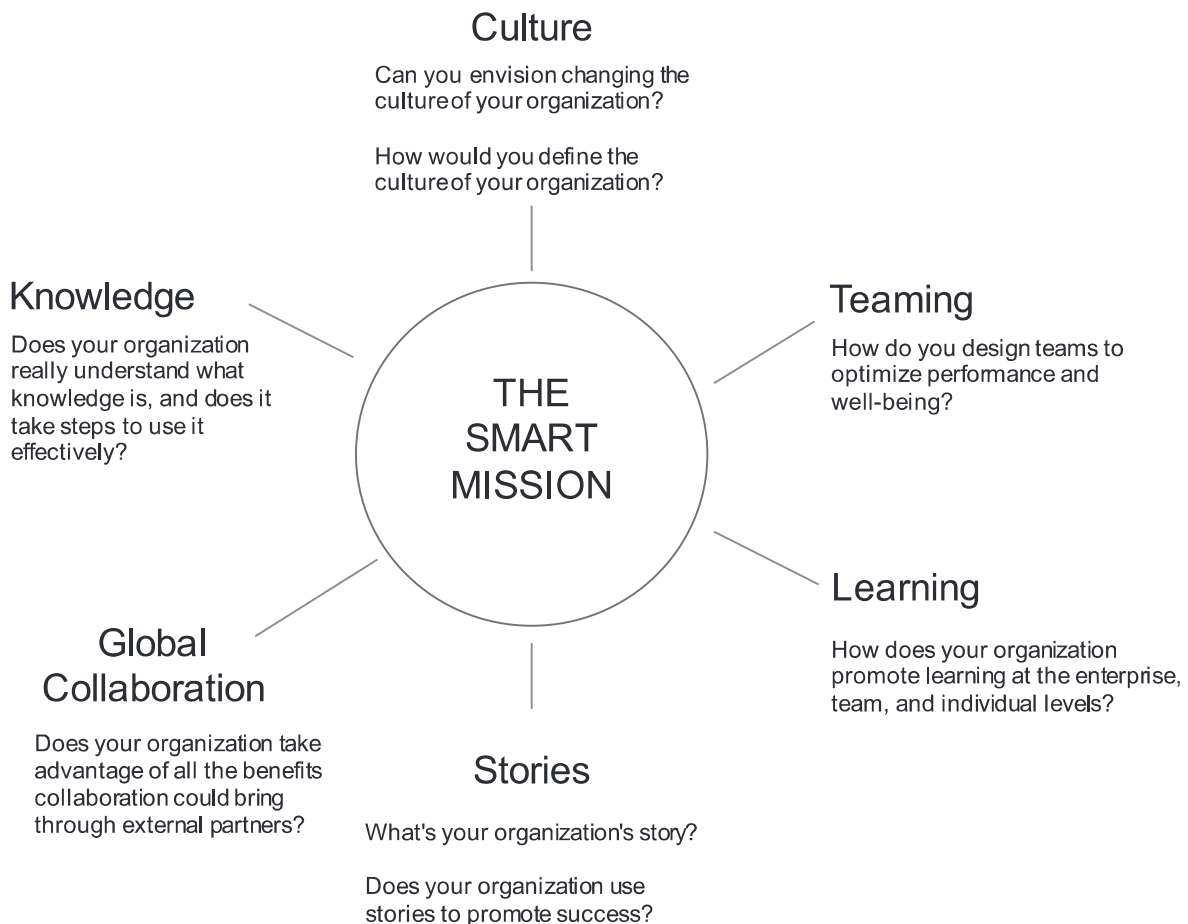 Culture
Can you envision changing the
culture of your organization?
How would you define the
culture of your organization?
Knowledge
Does your organization
really understand what
knowledge is, and does it
take steps to use it
effectively?
THE
SMART
MISSION
Teaming
How do you design teams to
optimize performance and
well-being?
Learning
How does your organization
promote learning at the enterprise,
team, and individual levels?
Global
Collaboration
Does your organization take
advantage of all the benefits
collaboration could bring
through external partners?
Stories
What's your organization's story?
Does your organization use
stories to promote success?